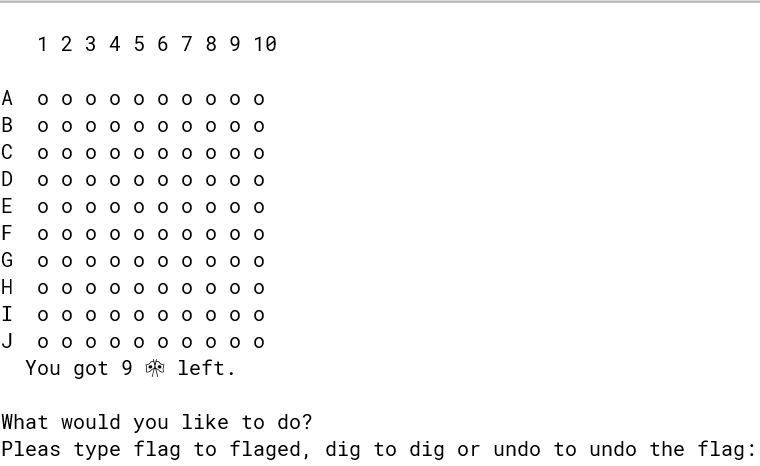 1 2 3 4 5 6 7 8 9 10
A o o o o o o o o o o
B o o o o o o o o o o
C o o o o o o o o o o
D o o o o o o o o o o
E o o o o o o o o o o
F o o o o o o o o o o
G o o o o o o o o o o
H o o o o o o o o o o
I o o o o o o o o o o
J o o o o o o o o o o
You got 9 🎌 left.
What would you like to do?
Pleas type flag to flaged, dig to dig or undo to undo the flag: